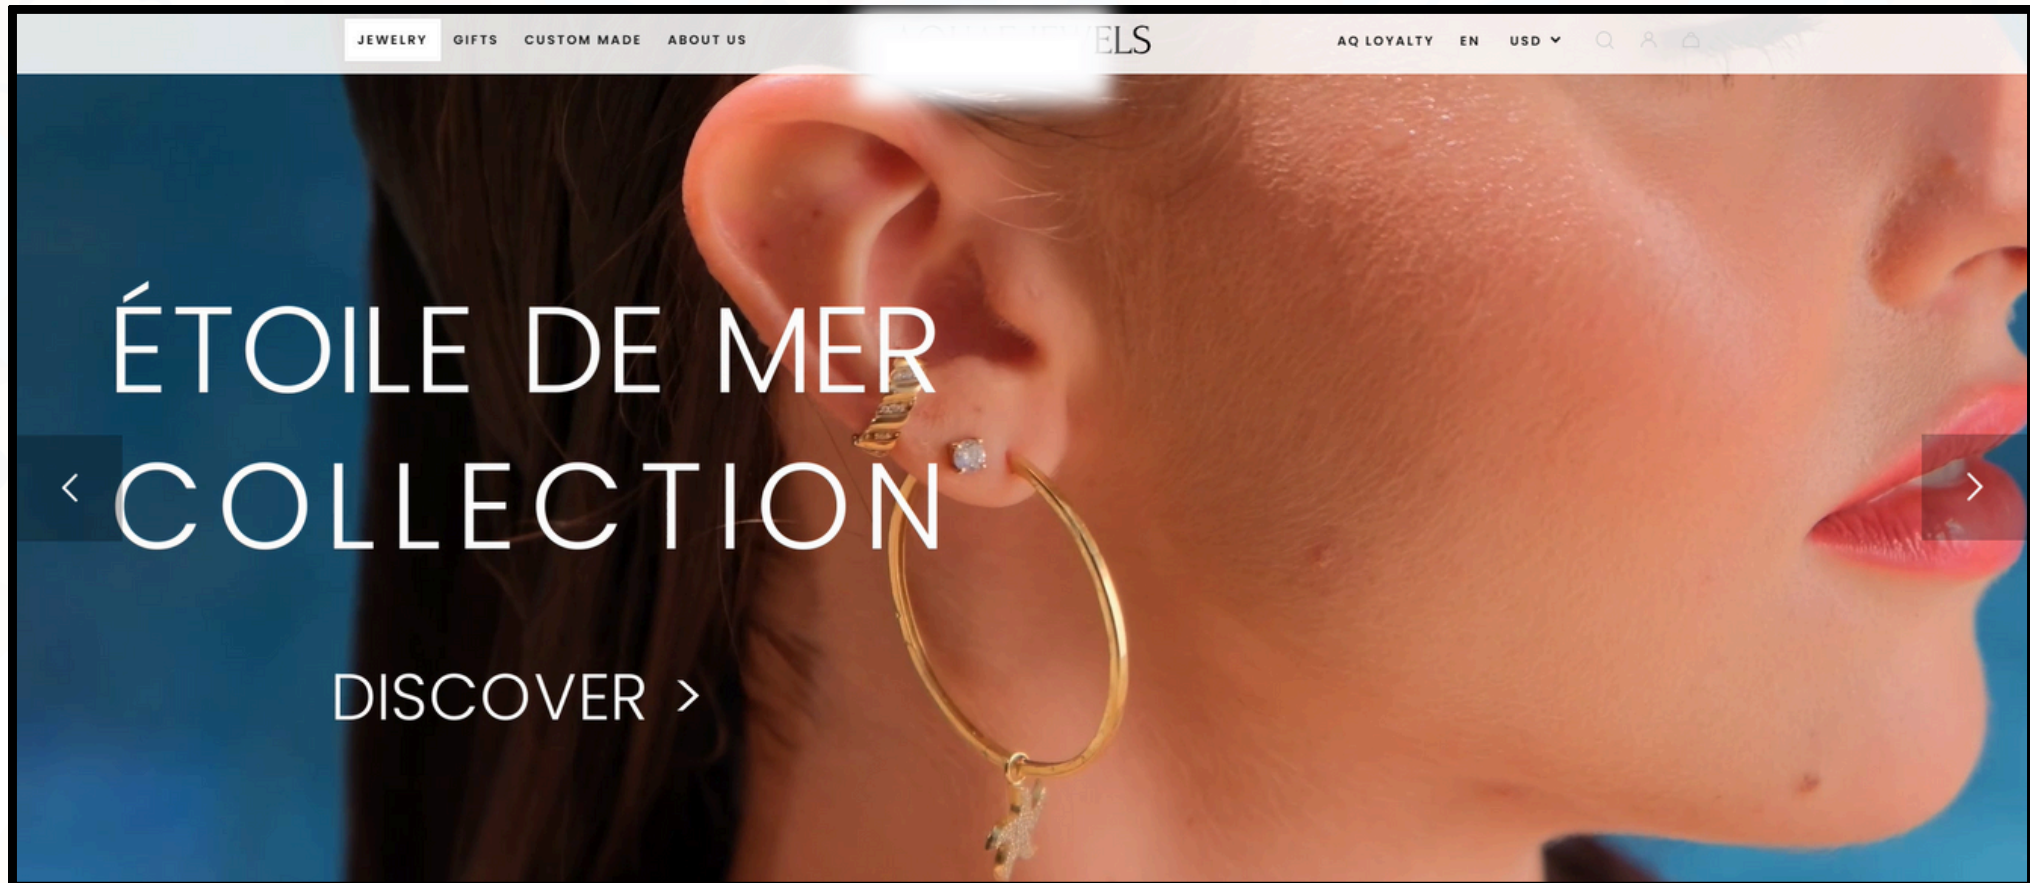 JEWELRY GIFTS CUSTOM MADE ABOUT US AQ LOYALTY EN USD
ÉTOILE DE MER
COLLECTION
DISCOVER >